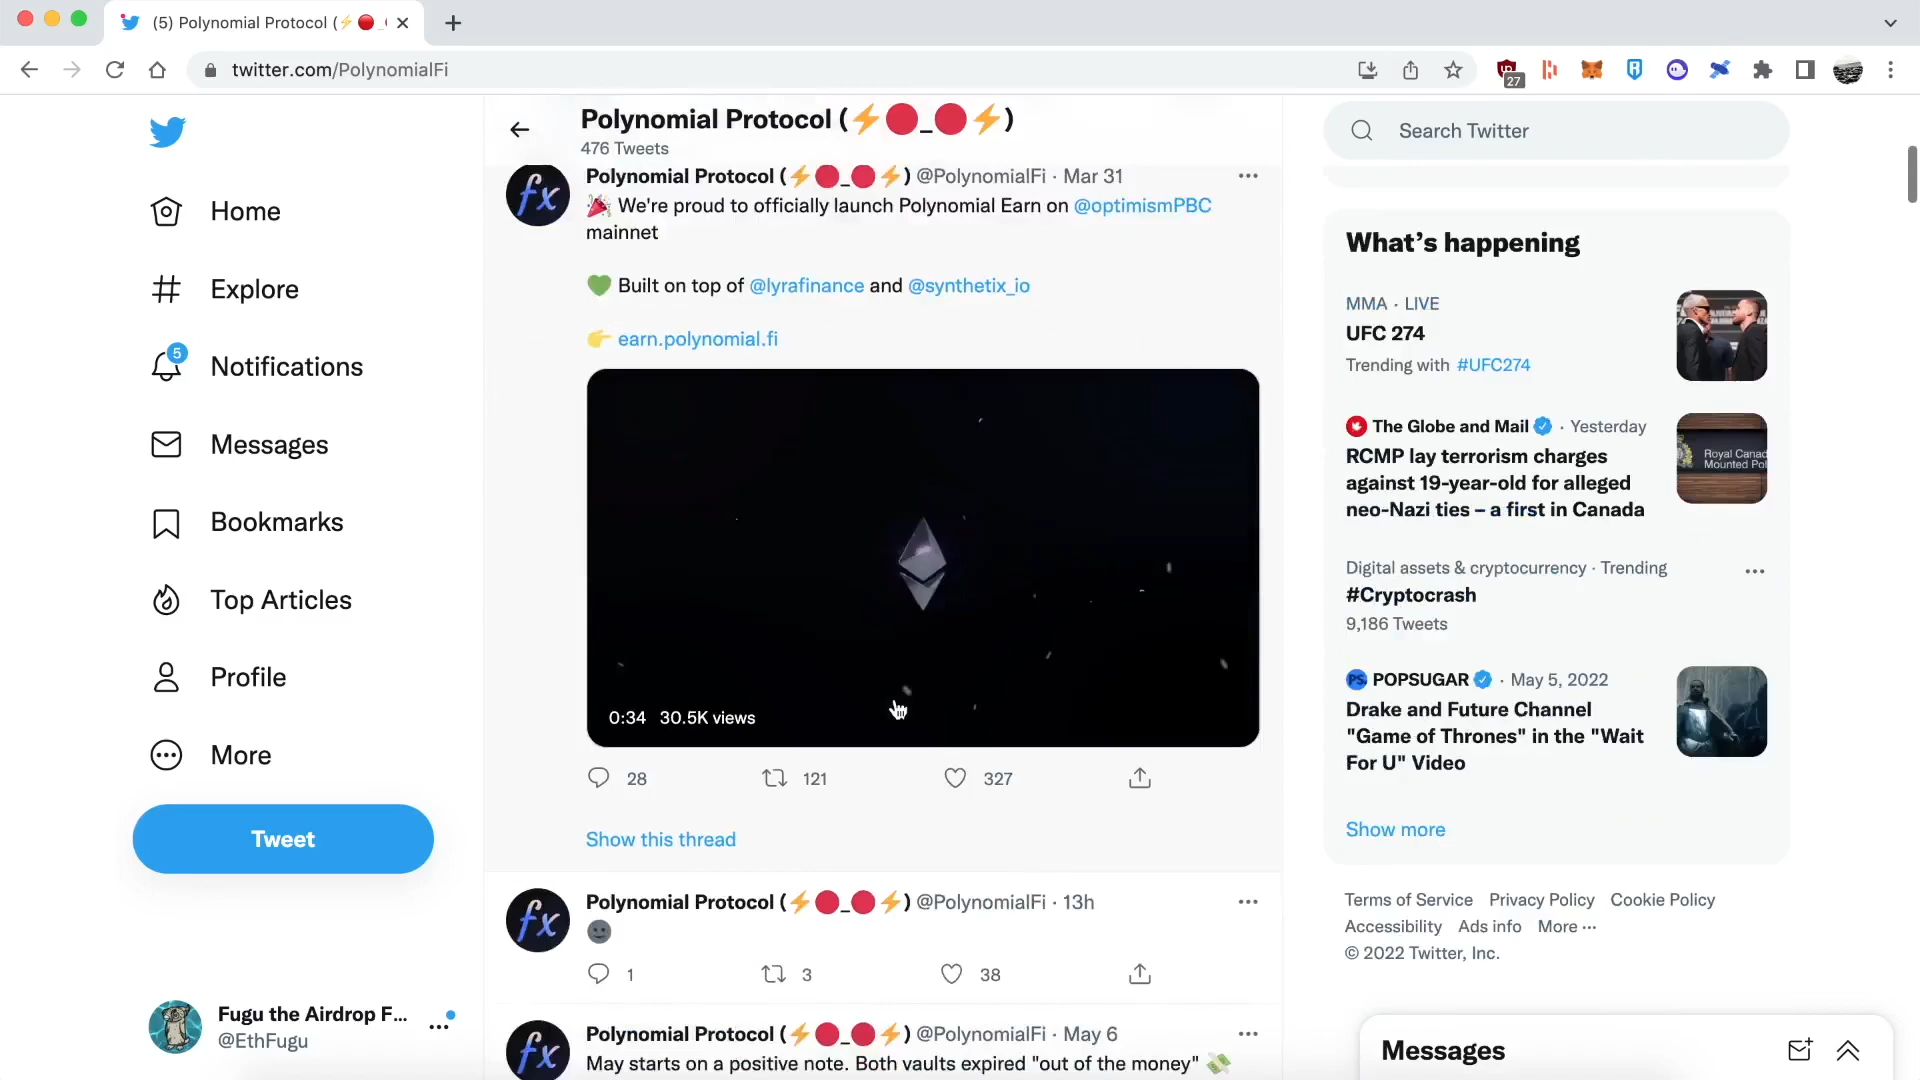 (5) Polynomial Protocol (⚡🔴_
twitter.com/PolynomialFi
27
Home
Explore
5
Notifications
Messages
Bookmarks
Top Articles
Profile
More
Tweet
Fugu the Airdrop F...
@EthFugu
Polynomial Protocol (⚡🔴_🔴⚡)
476 Tweets
fx
Polynomial Protocol (⚡🔴_🔴⚡) @PolynomialFi · Mar 31
🎉 We're proud to officially launch Polynomial Earn on @optimismPBC
mainnet
💚 Built on top of @lyrafinance and @synthetix_io
👉 earn.polynomial.fi
0:34 30.5K views
28 121 327
Show this thread
fx
Polynomial Protocol (⚡🔴_🔴⚡) @PolynomialFi · 13h
🌚
1 3 38
fx
Polynomial Protocol (⚡🔴_🔴⚡) @PolynomialFi · May 6
May starts on a positive note. Both vaults expired "out of the money" 💸
Search Twitter
What's happening
MMA · LIVE
UFC 274
Trending with #UFC274
The Globe and Mail · Yesterday
RCMP lay terrorism charges
against 19-year-old for alleged
neo-Nazi ties – a first in Canada
Royal Canad
Mounted Pol
Digital assets & cryptocurrency · Trending
#Cryptocrash
9,186 Tweets
PS. POPSUGAR · May 5, 2022
Drake and Future Channel
"Game of Thrones" in the "Wait
For U" Video
Show more
Terms of Service Privacy Policy Cookie Policy
Accessibility Ads info More ···
© 2022 Twitter, Inc.
Messages